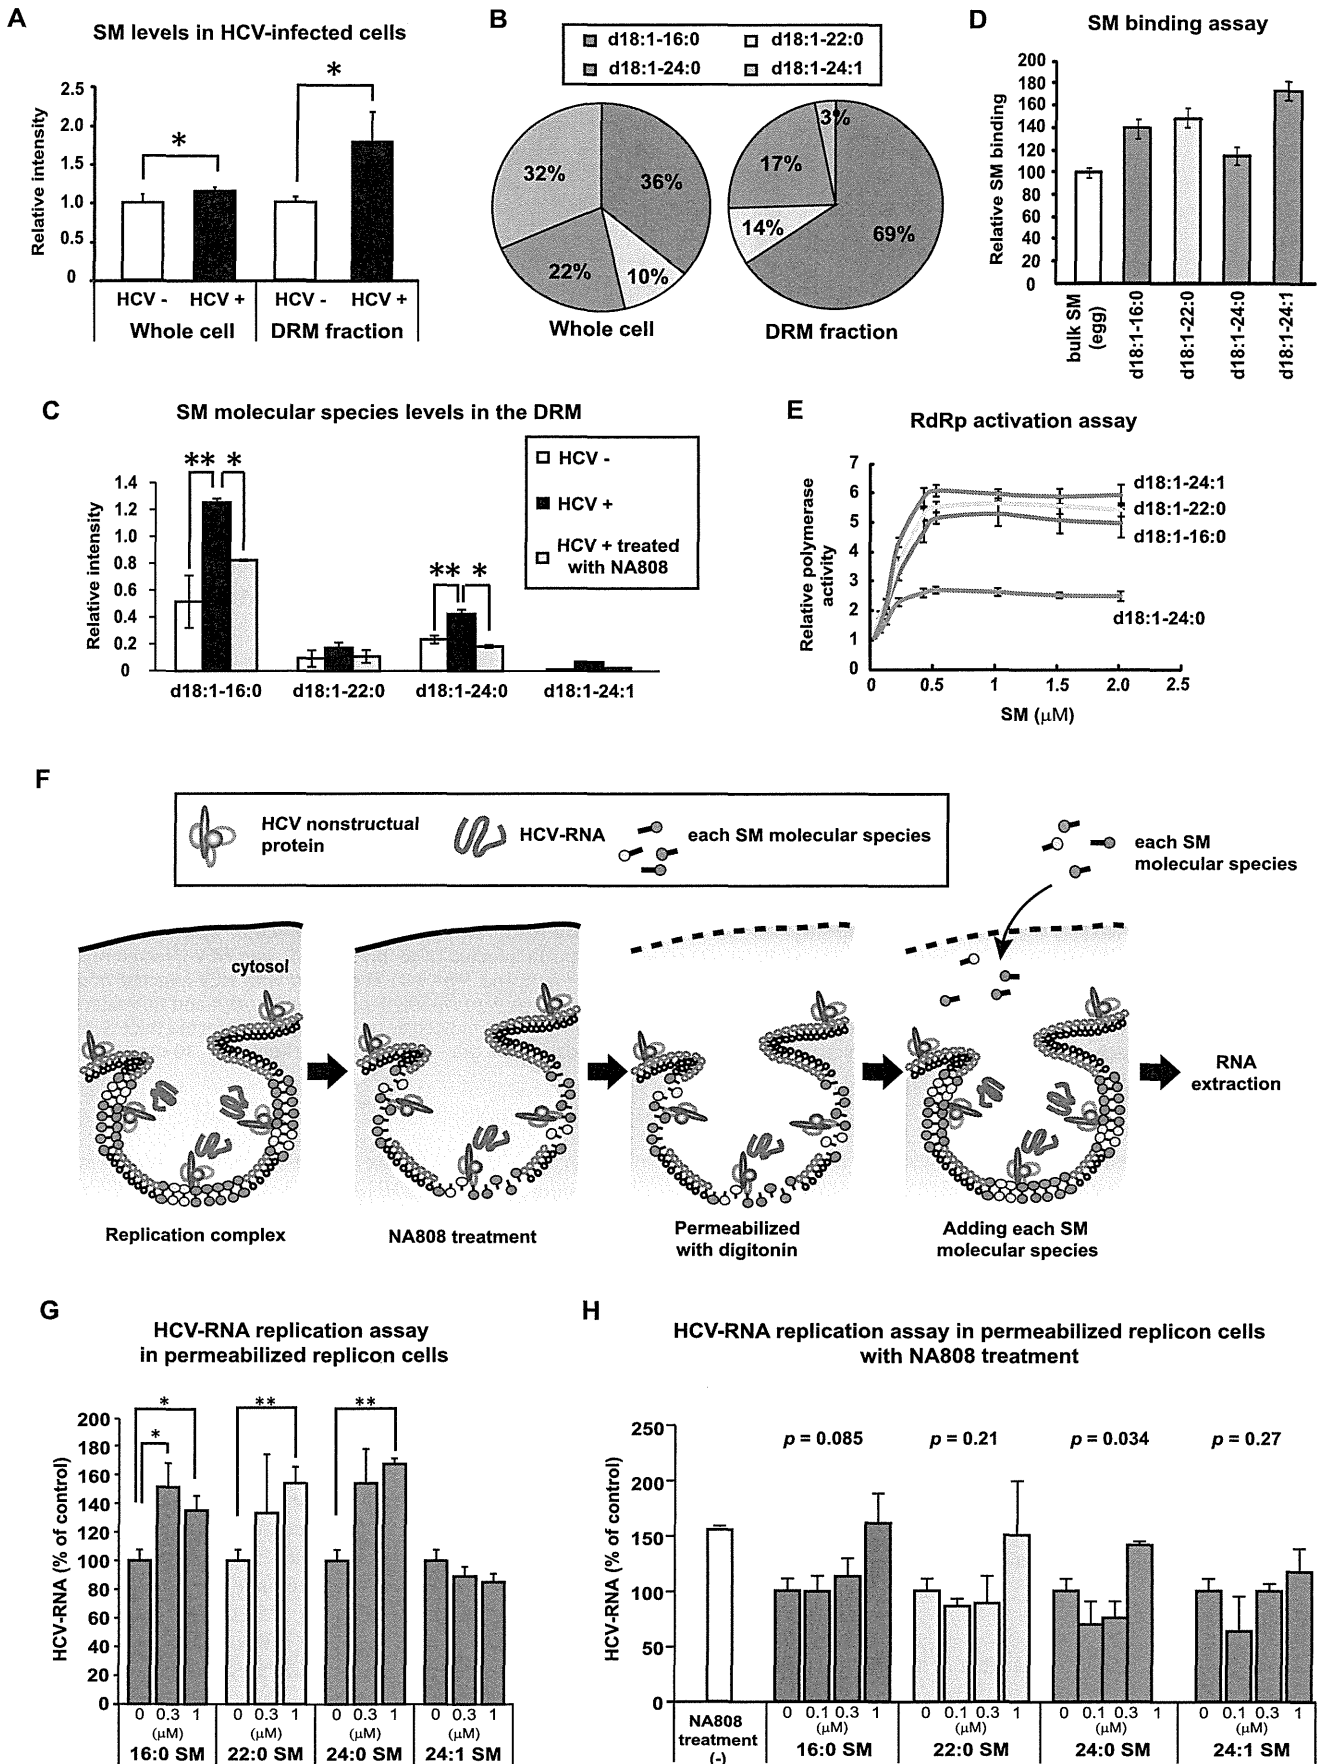 A
SM levels in HCV-infected cells
Relative intensity
2.5
2.0
1.5
1.0
0.5
0
*
*
HCV - HCV + HCV - HCV +
Whole cell DRM fraction
B
d18:1-16:0 d18:1-22:0
d18:1-24:0 d18:1-24:1
32% 36% 22% 10%
3% 17% 14% 69%
Whole cell DRM fraction
D
SM binding assay
Relative SM binding
200
180
160
140
120
100
80
60
40
20
0
bulk SM
(egg)
d18:1-16:0
d18:1-22:0
d18:1-24:0
d18:1-24:1
C
SM molecular species levels in the DRM
Relative intensity
1.4
1.2
1.0
0.8
0.6
0.4
0.2
0
** *
** *
d18:1-16:0 d18:1-22:0 d18:1-24:0 d18:1-24:1
HCV -
HCV +
HCV + treated
with NA808
E
RdRp activation assay
Relative polymerase
activity
7
6
5
4
3
2
1
0
d18:1-24:1
d18:1-22:0
d18:1-16:0
d18:1-24:0
0 0.5 1 1.5 2.0 2.5
SM (μM)
F
HCV nonstructual
protein
HCV-RNA
each SM molecular species
each SM
molecular species
cytosol
RNA
extraction
Replication complex
NA808 treatment
Permeabilized
with digitonin
Adding each SM
molecular species
G
HCV-RNA replication assay
in permeabilized replicon cells
HCV-RNA (% of control)
200
180
160
140
120
100
80
60
40
20
0
*
*
**
**
0 0.3 1 0 0.3 1 0 0.3 1 0 0.3 1
(μM) (μM) (μM) (μM)
16:0 SM 22:0 SM 24:0 SM 24:1 SM
H
HCV-RNA replication assay in permeabilized replicon cells
with NA808 treatment
HCV-RNA (% of control)
250
200
150
100
50
0
p = 0.085 p = 0.21 p = 0.034 p = 0.27
0 0.1 0.3 1 0 0.1 0.3 1 0 0.1 0.3 1 0 0.1 0.3 1
(μM) (μM) (μM) (μM)
NA808
treatment
(-)
16:0 SM 22:0 SM 24:0 SM 24:1 SM